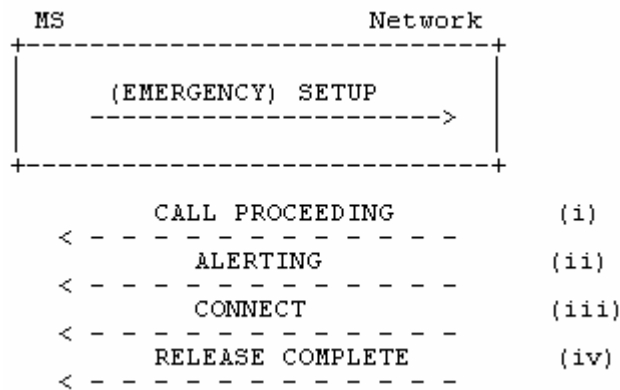 MS Network
(EMERGENCY) SETUP
CALL PROCEEDING (i)
ALERTING (ii)
CONNECT (iii)
RELEASE COMPLETE (iv)